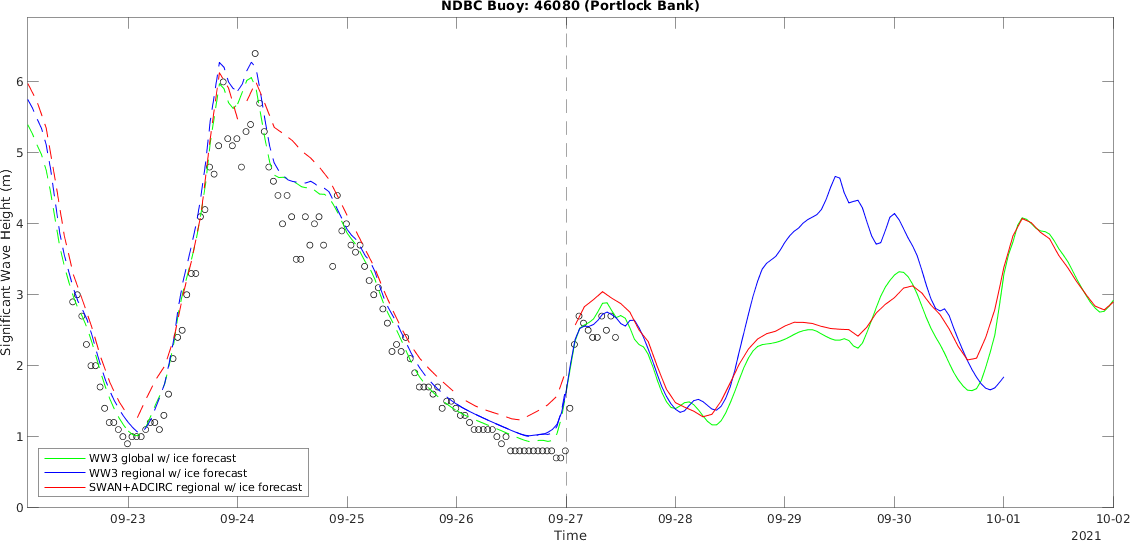 NDBC Buoy: 46080 (Portlock Bank)
Significant Wave Height (m)
6
5
4
3
2
1
0
WW3 global w/ ice forecast
WW3 regional w/ ice forecast
SWAN+ADCIRC regional w/ ice forecast
09-23 09-24 09-25 09-26 09-27 09-28 09-29 09-30 10-01 10-02
Time
2021